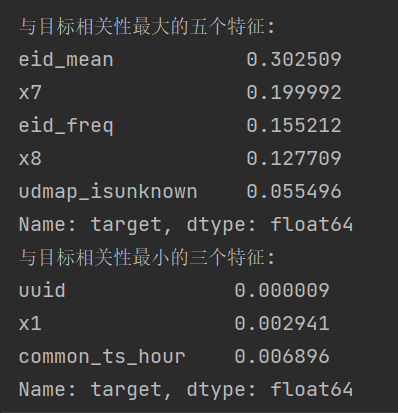 与目标相关性最大的五个特征:
eid_mean 0.302509
x7 0.199992
eid_freq 0.155212
x8 0.127709
udmap_isunknown 0.055496
Name: target, dtype: float64
与目标相关性最小的三个特征:
uuid 0.000009
x1 0.002941
common_ts_hour 0.006896
Name: target, dtype: float64